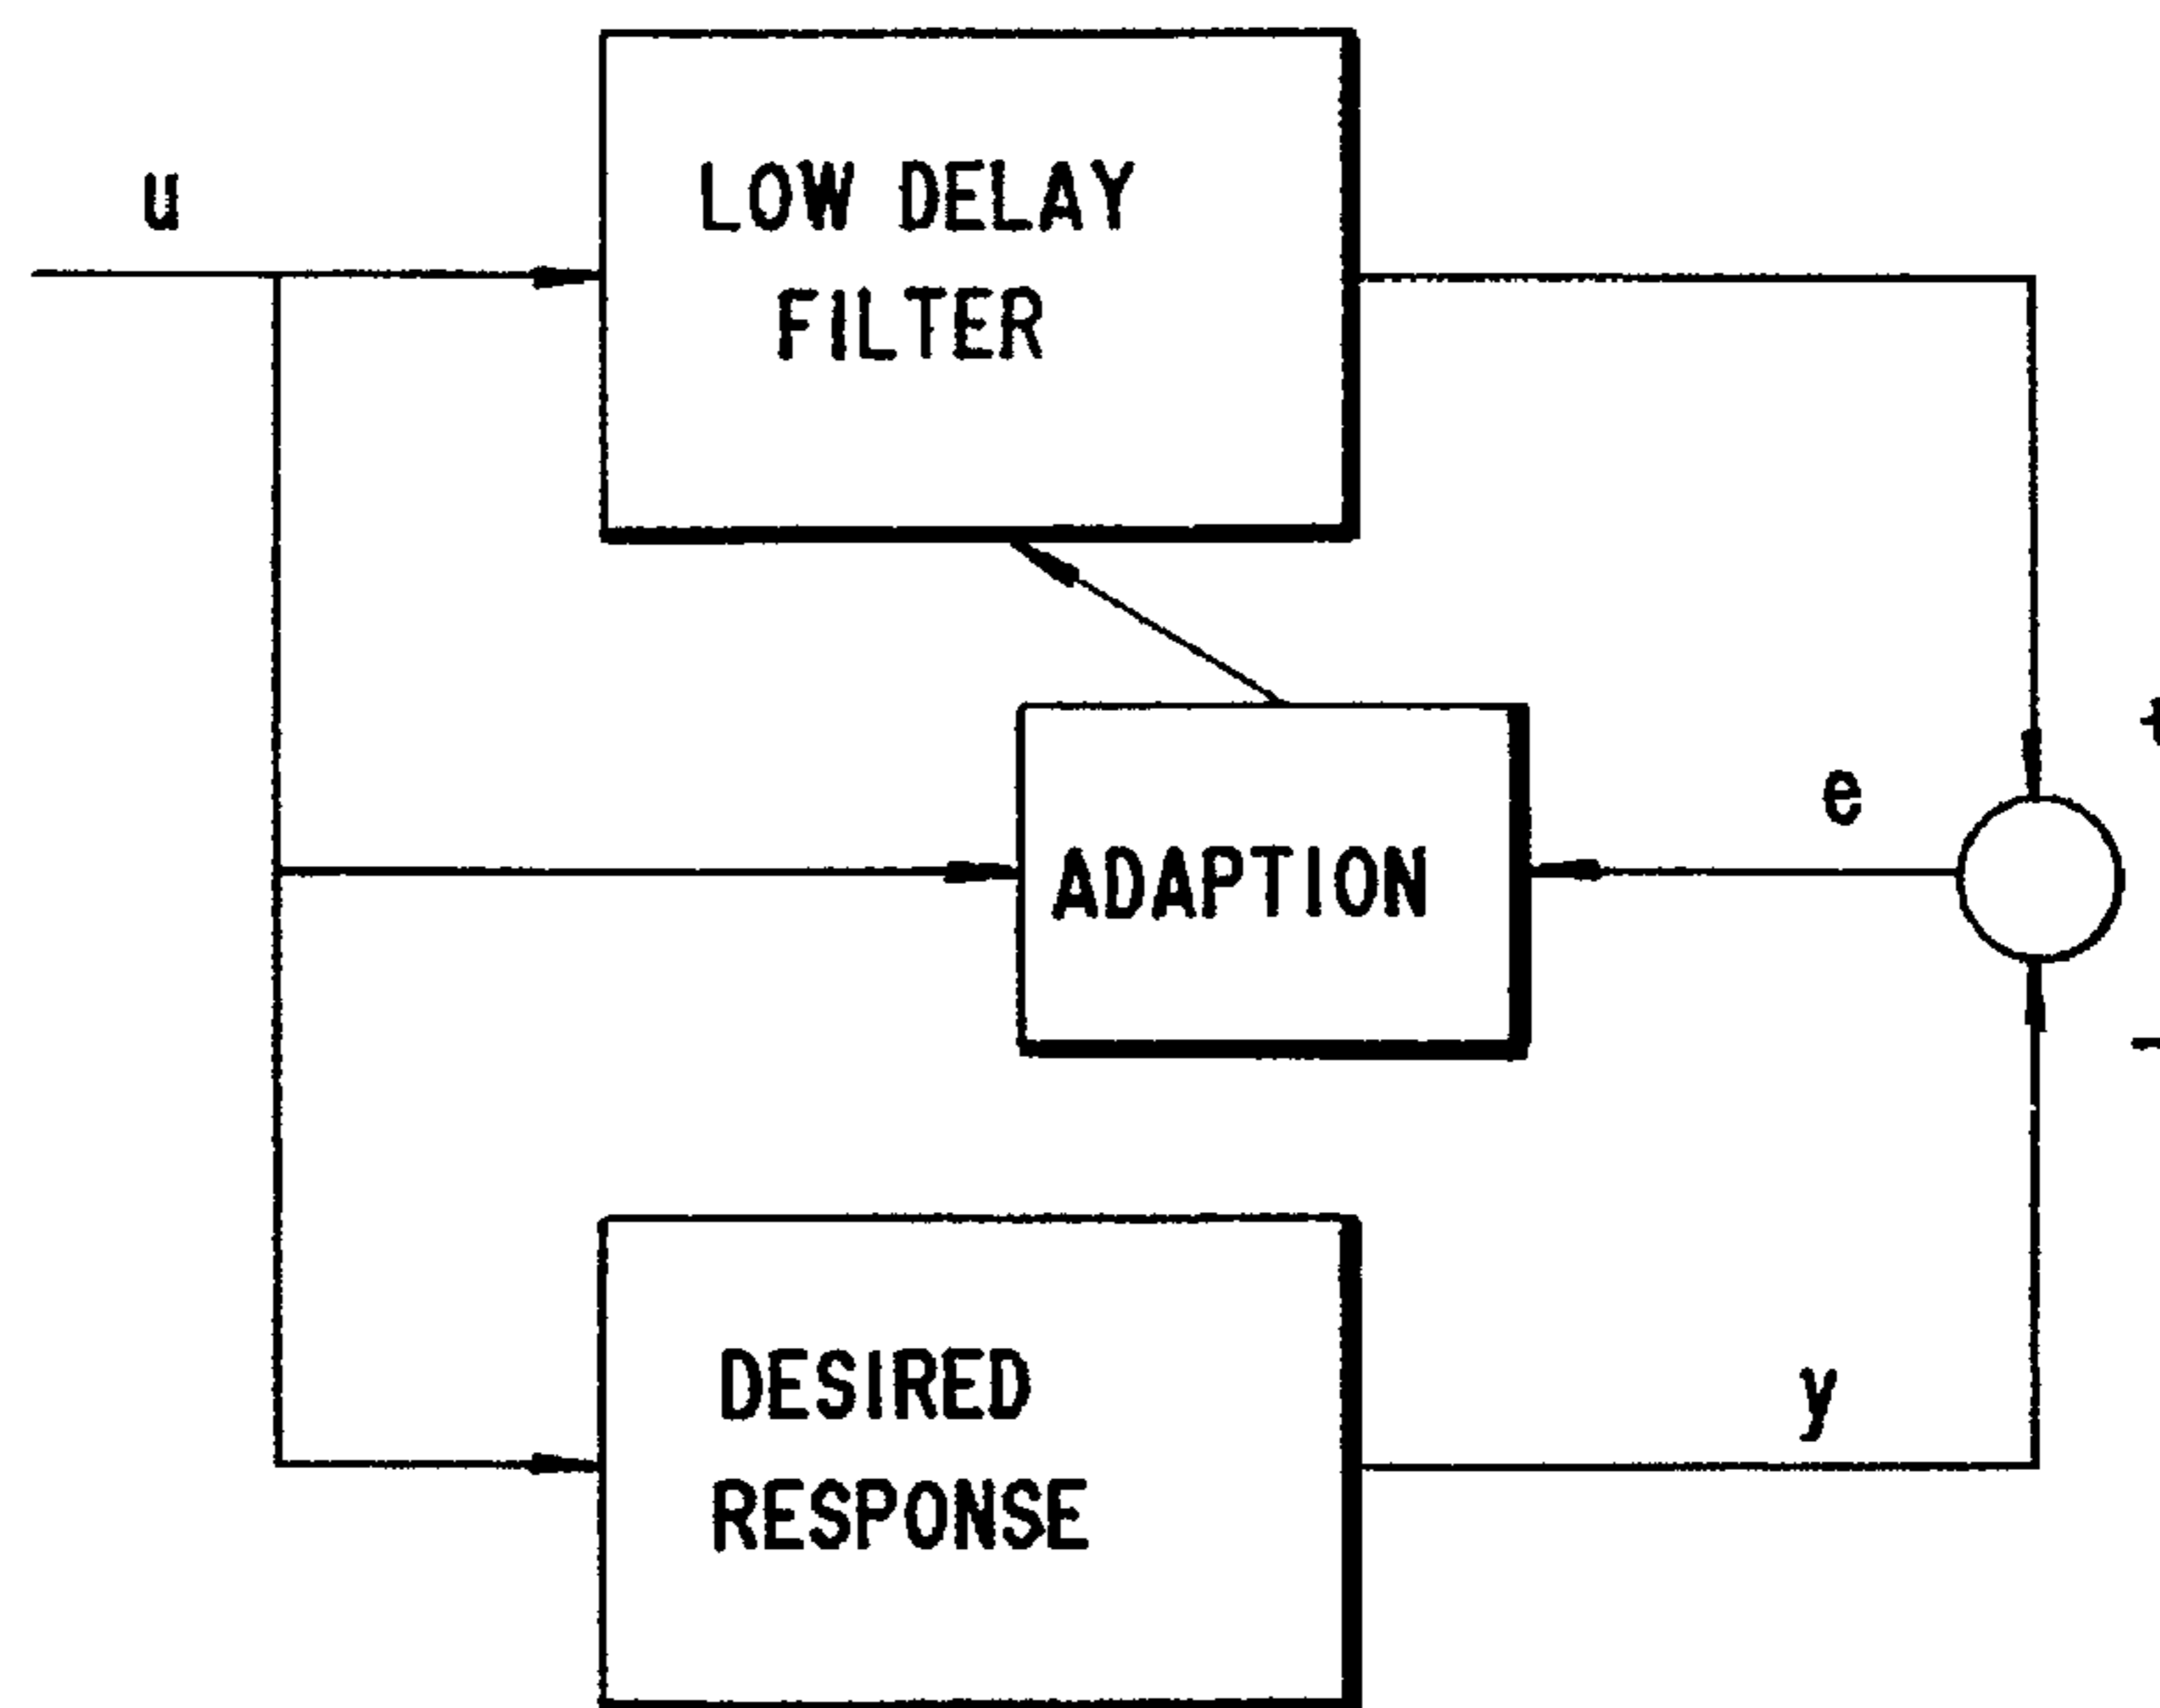 u
LOW DELAY
FILTER
+
e
ADAPTION
-
DESIRED
RESPONSE
y